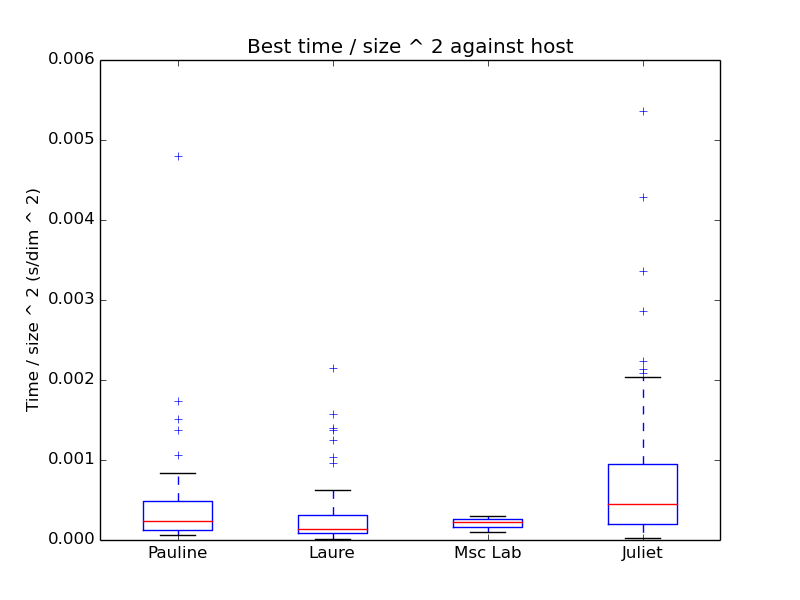 Best time / size ^ 2 against host
0.006
0.005
0.004
0.003
0.002
0.001
0.000
Time / size ^ 2 (s/dim ^ 2)
Pauline Laure Msc Lab Juliet